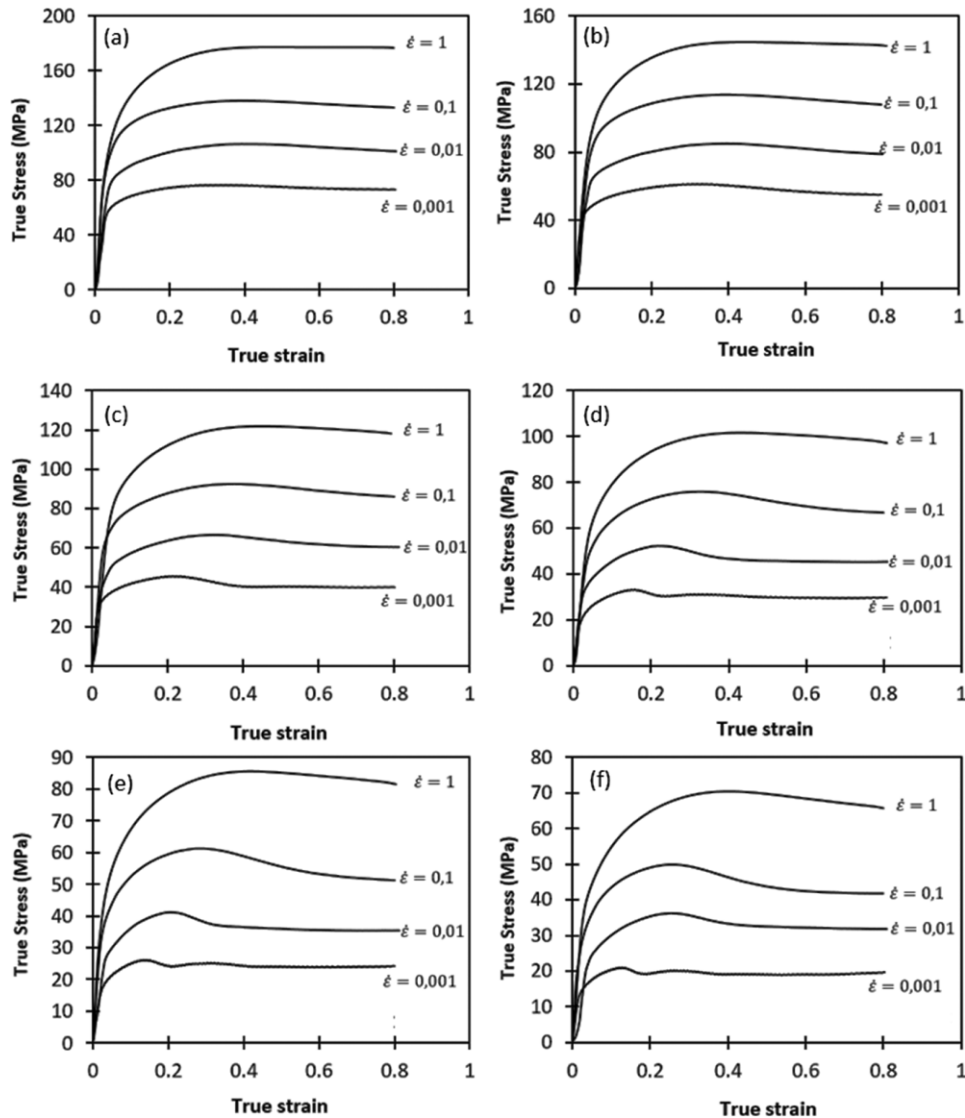 (a)
True Stress (MPa)
200
160
120
80
40
0
0 0.2 0.4 0.6 0.8 1
True strain
ε̇ = 1
ε̇ = 0,1
ε̇ = 0,01
ε̇ = 0,001
(b)
True Stress (MPa)
160
120
80
40
0
0 0.2 0.4 0.6 0.8 1
True strain
ε̇ = 1
ε̇ = 0,1
ε̇ = 0,01
ε̇ = 0,001
(c)
True Stress (MPa)
140
120
100
80
60
40
20
0
0 0.2 0.4 0.6 0.8 1
True strain
ε̇ = 1
ε̇ = 0,1
ε̇ = 0,01
ε̇ = 0,001
(d)
True Stress (MPa)
120
100
80
60
40
20
0
0 0.2 0.4 0.6 0.8 1
True strain
ε̇ = 1
ε̇ = 0,1
ε̇ = 0,01
ε̇ = 0,001
(e)
True Stress (MPa)
90
80
70
60
50
40
30
20
10
0
0 0.2 0.4 0.6 0.8 1
True strain
ε̇ = 1
ε̇ = 0,1
ε̇ = 0,01
ε̇ = 0,001
(f)
True Stress (MPa)
80
70
60
50
40
30
20
10
0
0 0.2 0.4 0.6 0.8 1
True strain
ε̇ = 1
ε̇ = 0,1
ε̇ = 0,01
ε̇ = 0,001